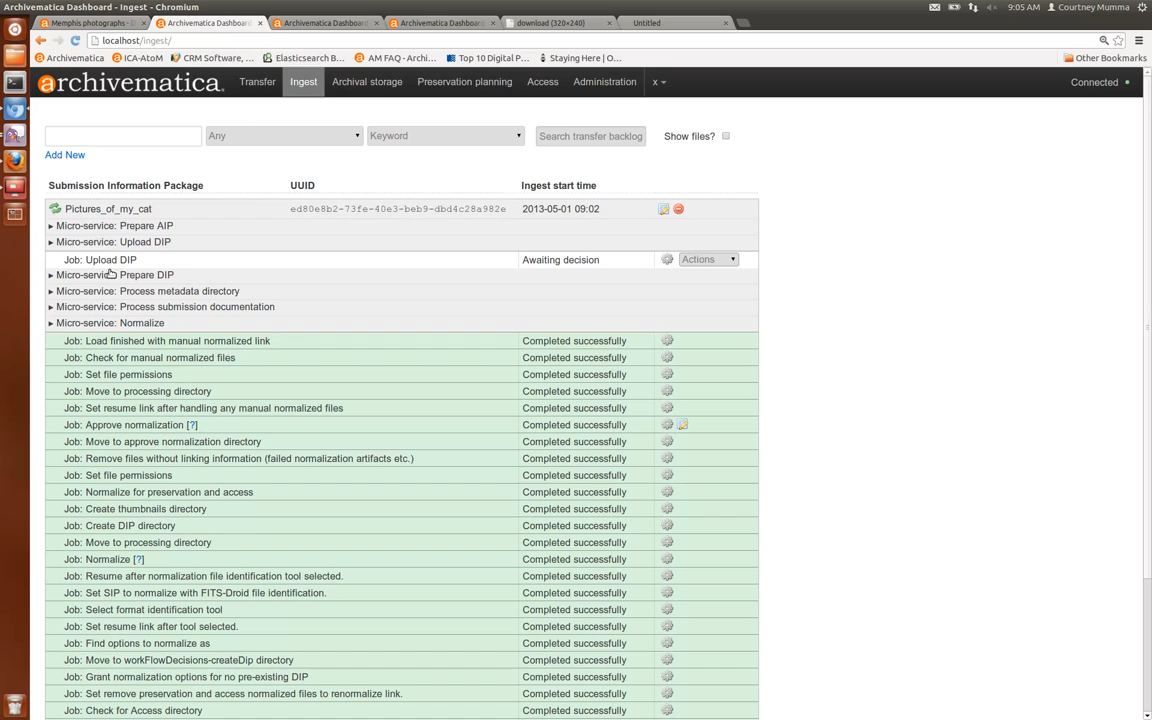 Archivematica Dashboard - Ingest - Chromium
9:05 AM
Courtney Mumma
Memphis photographs - D
Archivematica Dashboard
Archivematica Dashboard
Archivematica Dashboard
download (320×240)
Untitled
localhost/ingest/
Archivematica
ICA-AtoM
CRM Software, ...
Elasticsearch B...
AM FAQ - Archi...
Top 10 Digital P...
Staying Here | O...
Other Bookmarks
archivematica
Transfer
Ingest
Archival storage
Preservation planning
Access
Administration
x
Connected
Any
Keyword
Search transfer backlog
Show files?
Add New
Submission Information Package
UUID
Ingest start time
Pictures_of_my_cat
ed80e8b2-73fe-40e3-beb9-dbd4c28a982e
2013-05-01 09:02
Micro-service: Prepare AIP
Micro-service: Upload DIP
Job: Upload DIP
Awaiting decision
Actions
Micro-service: Prepare DIP
Micro-service: Process metadata directory
Micro-service: Process submission documentation
Micro-service: Normalize
Job: Load finished with manual normalized link Completed successfully
Job: Check for manual normalized files Completed successfully
Job: Set file permissions Completed successfully
Job: Move to processing directory Completed successfully
Job: Set resume link after handling any manual normalized files Completed successfully
Job: Approve normalization [?] Completed successfully
Job: Move to approve normalization directory Completed successfully
Job: Remove files without linking information (failed normalization artifacts etc.) Completed successfully
Job: Set file permissions Completed successfully
Job: Normalize for preservation and access Completed successfully
Job: Create thumbnails directory Completed successfully
Job: Create DIP directory Completed successfully
Job: Move to processing directory Completed successfully
Job: Normalize [?] Completed successfully
Job: Resume after normalization file identification tool selected. Completed successfully
Job: Set SIP to normalize with FITS-Droid file identification. Completed successfully
Job: Select format identification tool Completed successfully
Job: Set resume link after tool selected. Completed successfully
Job: Find options to normalize as Completed successfully
Job: Move to workFlowDecisions-createDip directory Completed successfully
Job: Grant normalization options for no pre-existing DIP Completed successfully
Job: Set remove preservation and access normalized files to renormalize link. Completed successfully
Job: Check for Access directory Completed successfully